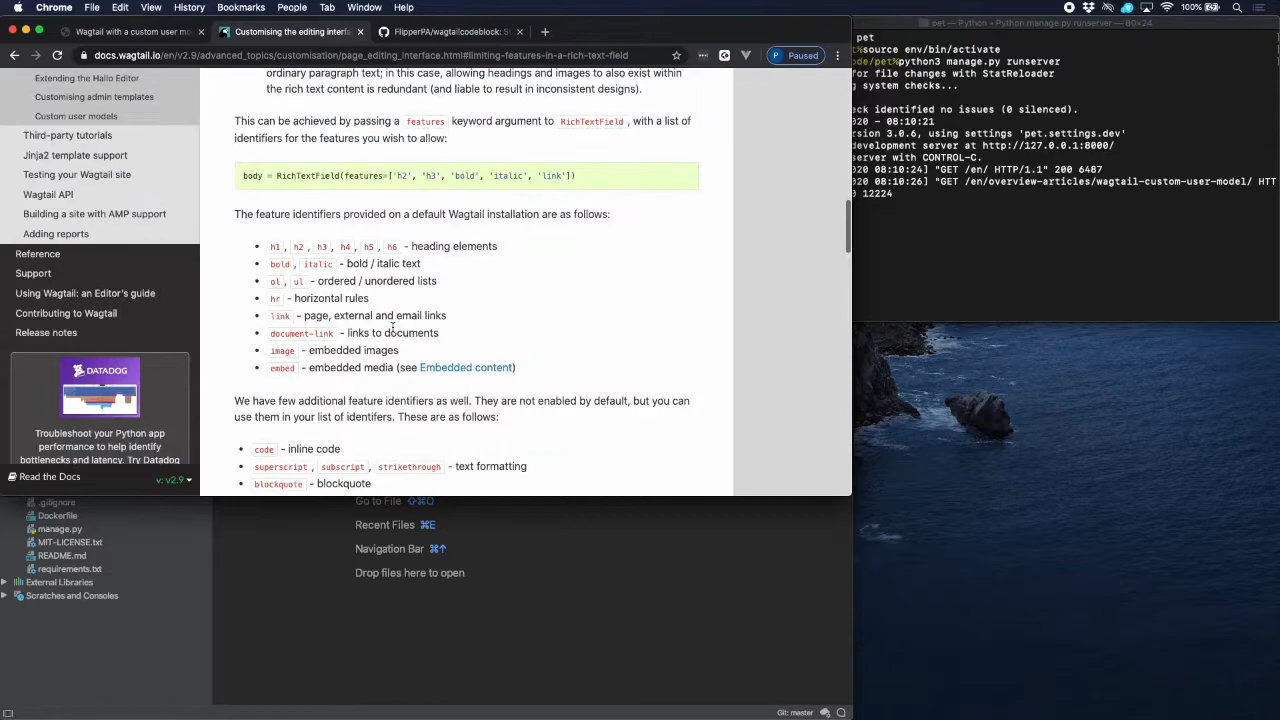 Chrome File Edit View History Bookmarks People Tab Window Help 100%
pet — Python • Python manage.py runserver — 80×24
Wagtail with a custom user mo
Customising the editing interf
FlipperPA/wagtailcodeblock: St
docs.wagtail.io/en/v2.9/advanced_topics/customisation/page_editing_interface.html#limiting-features-in-a-rich-text-field
Paused
Extending the Hallo Editor
Customising admin templates
Custom user models
Third-party tutorials
Jinja2 template support
Testing your Wagtail site
Wagtail API
Building a site with AMP support
Adding reports
Reference
Support
Using Wagtail: an Editor's guide
Contributing to Wagtail
Release notes
DATADOG
Troubleshoot your Python app
performance to help identify
bottlenecks and latency. Try Datadog
Read the Docs
v: v2.9
ordinary paragraph text; in this case, allowing headings and images to also exist within
the rich text content is redundant (and liable to result in inconsistent designs).
This can be achieved by passing a features keyword argument to RichTextField, with a list of
identifiers for the features you wish to allow:
body = RichTextField(features=['h2', 'h3', 'bold', 'italic', 'link'])
The feature identifiers provided on a default Wagtail installation are as follows:
h1, h2, h3, h4, h5, h6 - heading elements
bold, italic - bold / italic text
ol, ul - ordered / unordered lists
hr - horizontal rules
link - page, external and email links
document-link - links to documents
image - embedded images
embed - embedded media (see Embedded content)
We have few additional feature identifiers as well. They are not enabled by default, but you can
use them in your list of identifers. These are as follows:
code - inline code
superscript, subscript, strikethrough - text formatting
blockquote - blockquote
pet
source env/bin/activate
ode/pet%python3 manage.py runserver
for file changes with StatReloader
g system checks...
eck identified no issues (0 silenced).
020 - 08:10:21
ersion 3.0.6, using settings 'pet.settings.dev'
development server at http://127.0.0.1:8000/
server with CONTROL-C.
020 08:10:24] "GET /en/ HTTP/1.1" 200 6487
020 08:10:26] "GET /en/overview-articles/wagtail-custom-user-model/ HTT
0 12224
.gitignore
Dockerfile
manage.py
MIT-LICENSE.txt
README.md
requirements.txt
External Libraries
Scratches and Consoles
Go to File ⇧⌘O
Recent Files ⌘E
Navigation Bar ⌘↑
Drop files here to open
Git: master